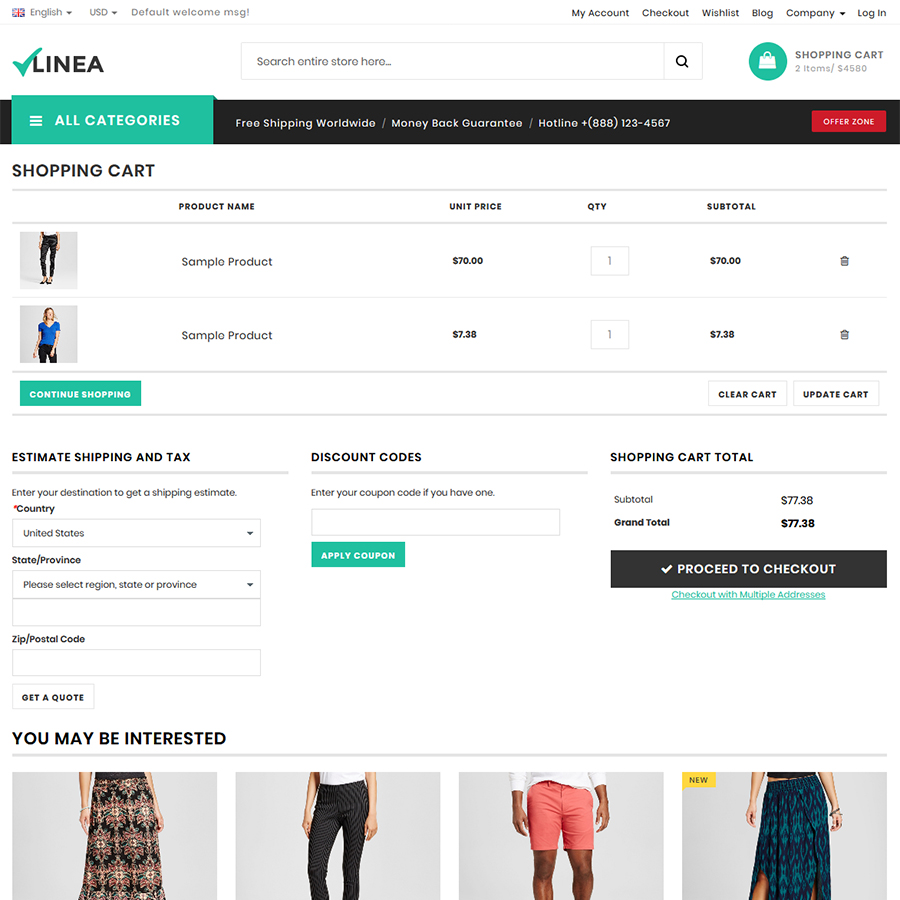 English USD Default welcome msg! My Account Checkout Wishlist Blog Company Log In
LINEA
Search entire store here...
SHOPPING CART
2 Items/ $4580
ALL CATEGORIES
Free Shipping Worldwide / Money Back Guarantee / Hotline +(888) 123-4567
OFFER ZONE
SHOPPING CART
PRODUCT NAME UNIT PRICE QTY SUBTOTAL
Sample Product $70.00 1 $70.00
Sample Product $7.38 1 $7.38
CONTINUE SHOPPING CLEAR CART UPDATE CART
ESTIMATE SHIPPING AND TAX
Enter your destination to get a shipping estimate.
*Country
United States
State/Province
Please select region, state or province
Zip/Postal Code
GET A QUOTE
DISCOUNT CODES
Enter your coupon code if you have one.
APPLY COUPON
SHOPPING CART TOTAL
Subtotal $77.38
Grand Total $77.38
PROCEED TO CHECKOUT
Checkout with Multiple Addresses
YOU MAY BE INTERESTED
NEW